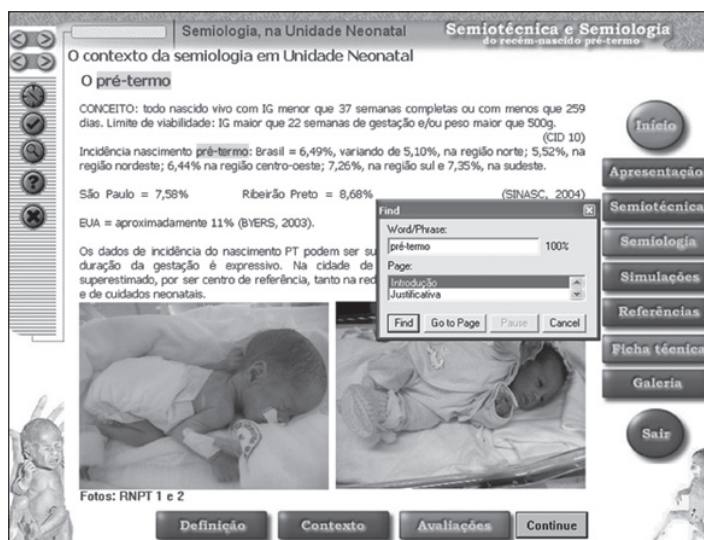 Semiologia, na Unidade Neonatal
Semiotécnica e Semiologia
do recém-nascido pré-termo
O contexto da semiologia em Unidade Neonatal
O pré-termo
CONCEITO: todo nascido vivo com IG menor que 37 semanas completas ou com menos que 259
dias. Limite de viabilidade: IG maior que 22 semanas de gestação e/ou peso maior que 500g.
(CID 10)
Incidência nascimento pré-termo: Brasil = 6,49%, variando de 5,10%, na região norte; 5,52%, na
região nordeste; 6,44% na região centro-oeste; 7,26%, na região sul e 7,35%, na sudeste.
São Paulo = 7,58% Ribeirão Preto = 8,68% (SINASC, 2004)
EUA = aproximadamente 11% (BYERS, 2003).
Os dados de incidência do nascimento PT podem ser su
duração da gestação é expressivo. Na cidade de
superestimado, por ser centro de referência, tanto na red
e de cuidados neonatais.
Find
Word/Phrase:
pré-termo 100%
Page:
Introdução
Justificativa
Find Go to Page Pause Cancel
Início
Apresentação
Semiotécnica
Semiologia
Simulações
Referências
Ficha técnica
Galeria
Sair
Fotos: RNPT 1 e 2
Definição Contexto Avaliações Continue